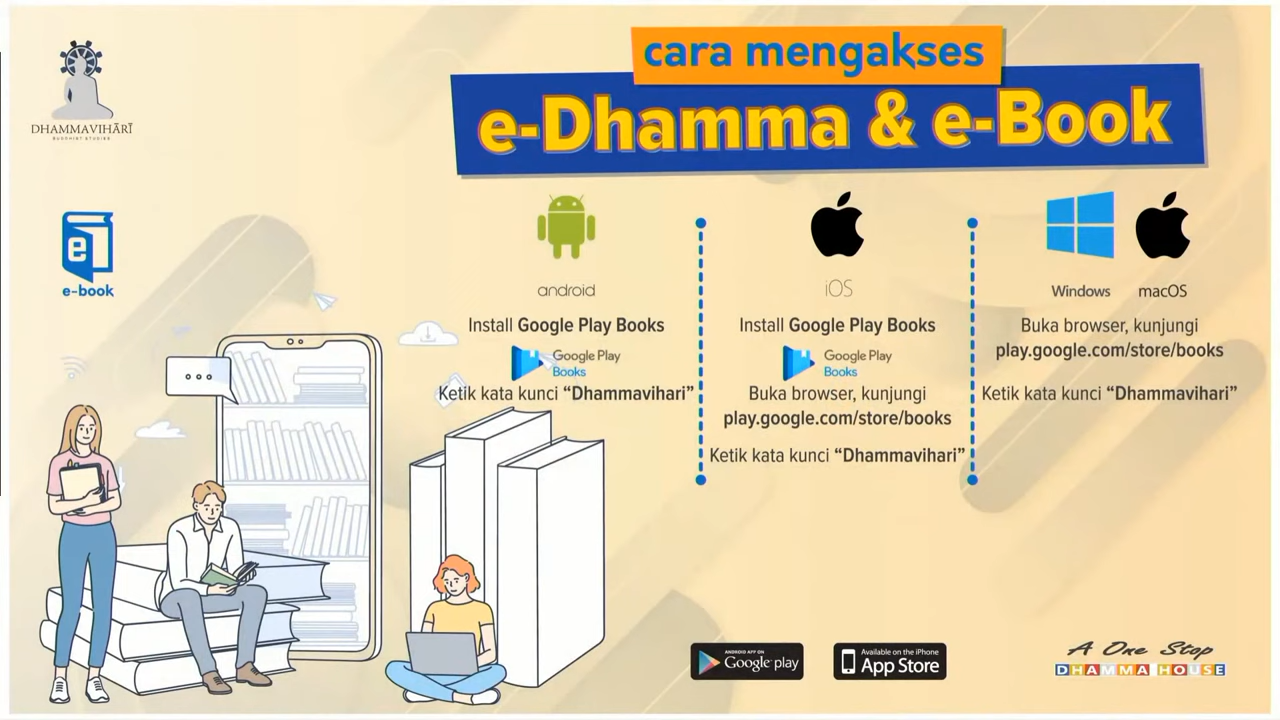 DHAMMAVIHĀRĪ
BUDDHIST STUDIES
cara mengakses
e-Dhamma & e-Book
e
e-book
android
Install Google Play Books
Google Play
Books
Ketik kata kunci “Dhammavihari”
iOS
Install Google Play Books
Google Play
Books
Buka browser, kunjungi
play.google.com/store/books
Ketik kata kunci “Dhammavihari”
Windows
macOS
Buka browser, kunjungi
play.google.com/store/books
Ketik kata kunci “Dhammavihari”
ANDROID APP ON
Google play
Available on the iPhone
App Store
A One Stop
DHAMMA HOUSE